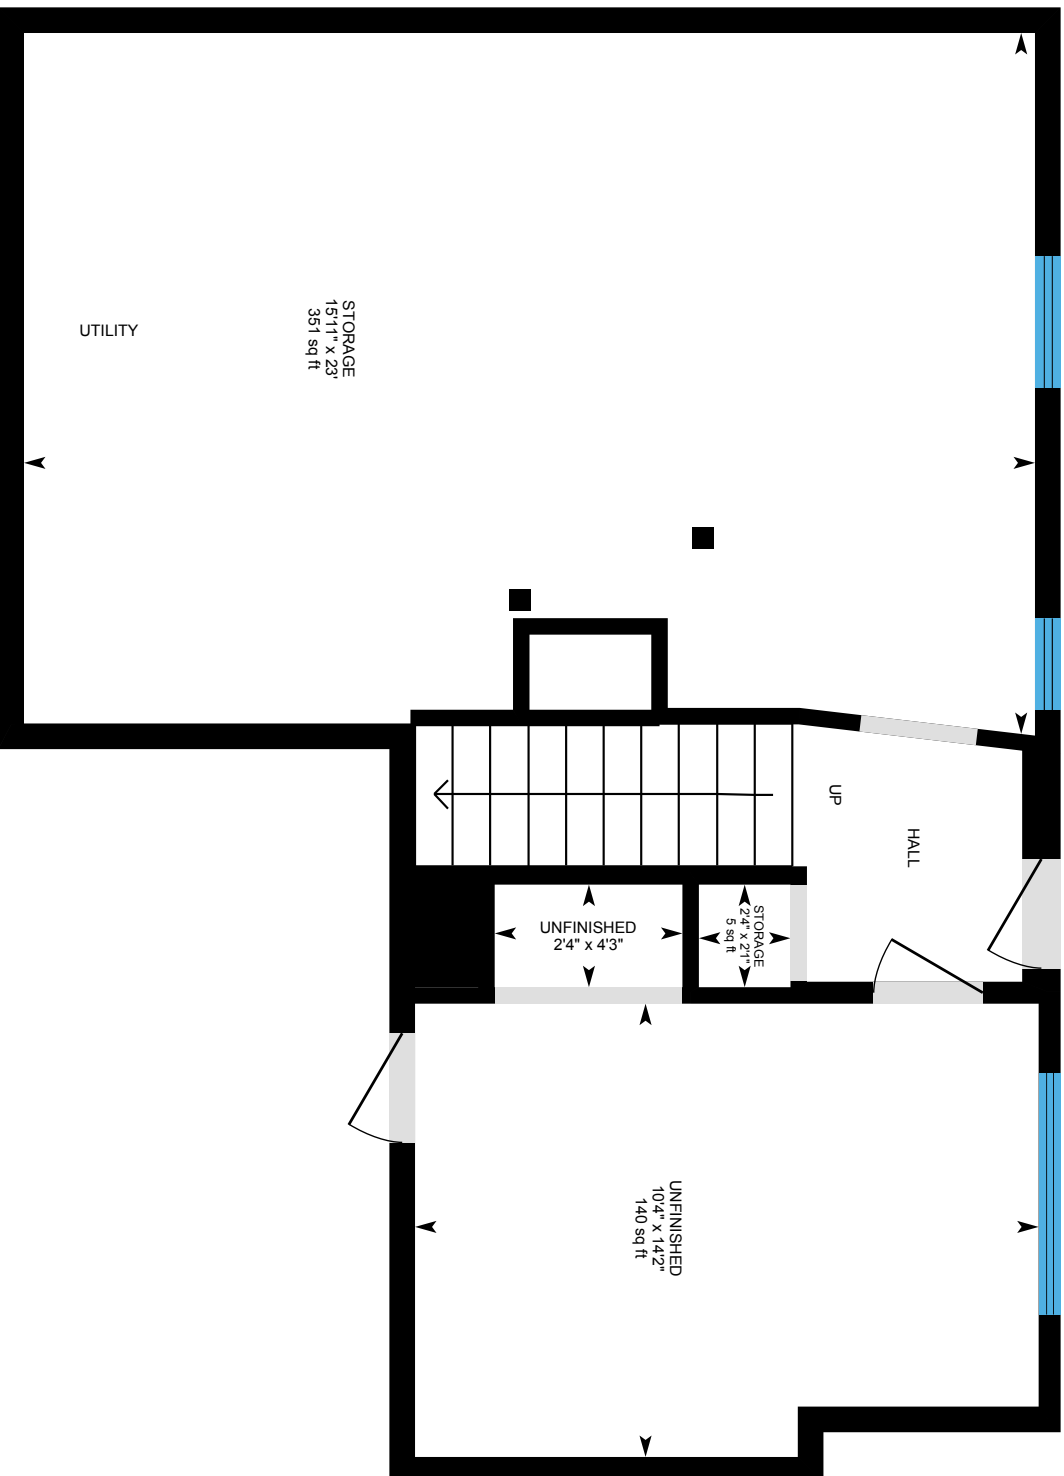 UTILITY
STORAGE
15'11" x 23'
351 sq ft
UP
HALL
UNFINISHED
2'4" x 4'3"
STORAGE
2'4" x 2'1"
5 sq ft
UNFINISHED
10'4" x 14'2"
140 sq ft